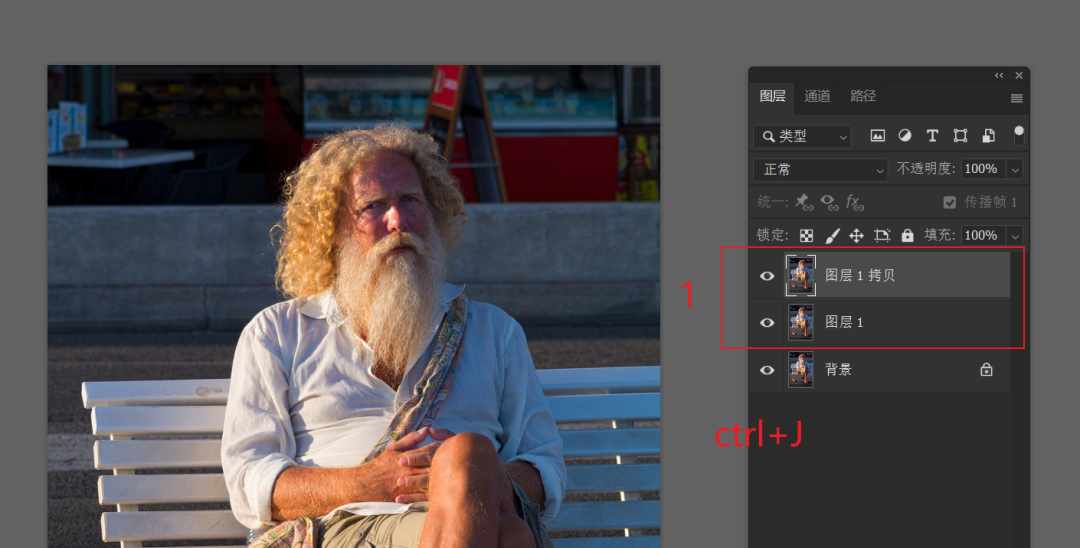 图层 通道 路径
类型
正常 不透明度: 100%
统一: 传播帧 1
锁定: 填充: 100%
图层 1 拷贝
1
图层 1
背景
ctrl+J